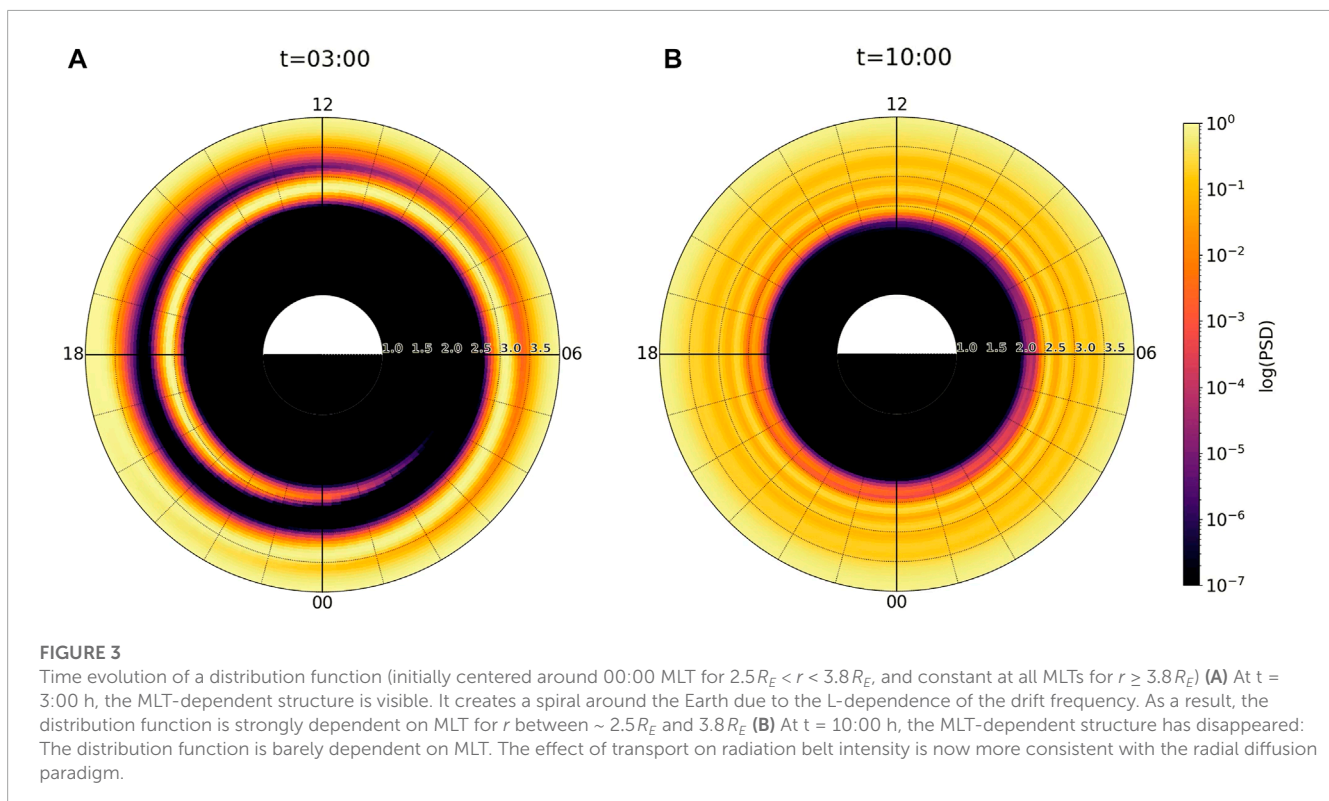 A
t=03:00
B
t=10:00
12
12
18
1.0 1.5 2.0 2.5 3.0 3.5
06
18
1.0 1.5 2.0 2.5 3.0 3.5
06
00
00
10⁰
10⁻¹
10⁻²
10⁻³
10⁻⁴
10⁻⁵
10⁻⁶
10⁻⁷
log(PSD)
FIGURE 3
Time evolution of a distribution function (initially centered around 00:00 MLT for 2.5 R_E < r < 3.8 R_E, and constant at all MLTs for r ≥ 3.8 R_E) (A) At t =
3:00 h, the MLT-dependent structure is visible. It creates a spiral around the Earth due to the L-dependence of the drift frequency. As a result, the
distribution function is strongly dependent on MLT for r between ~ 2.5 R_E and 3.8 R_E (B) At t = 10:00 h, the MLT-dependent structure has disappeared:
The distribution function is barely dependent on MLT. The effect of transport on radiation belt intensity is now more consistent with the radial diffusion
paradigm.